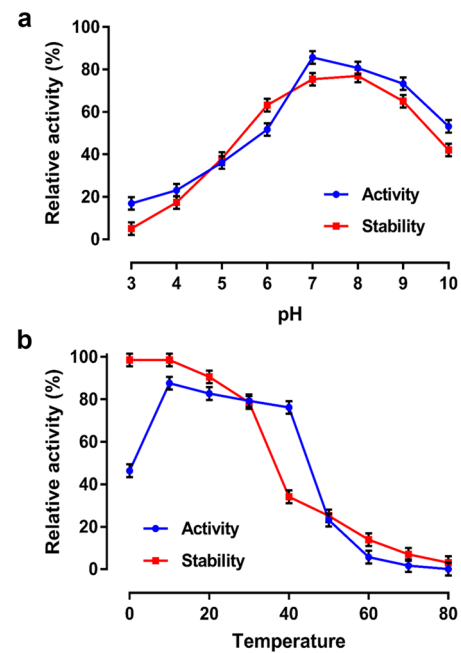 a
Relative activity (%)
100
80
60
40
20
0
Activity
Stability
3 4 5 6 7 8 9 10
pH
b
Relative activity (%)
100
80
60
40
20
0
Activity
Stability
0 20 40 60 80
Temperature